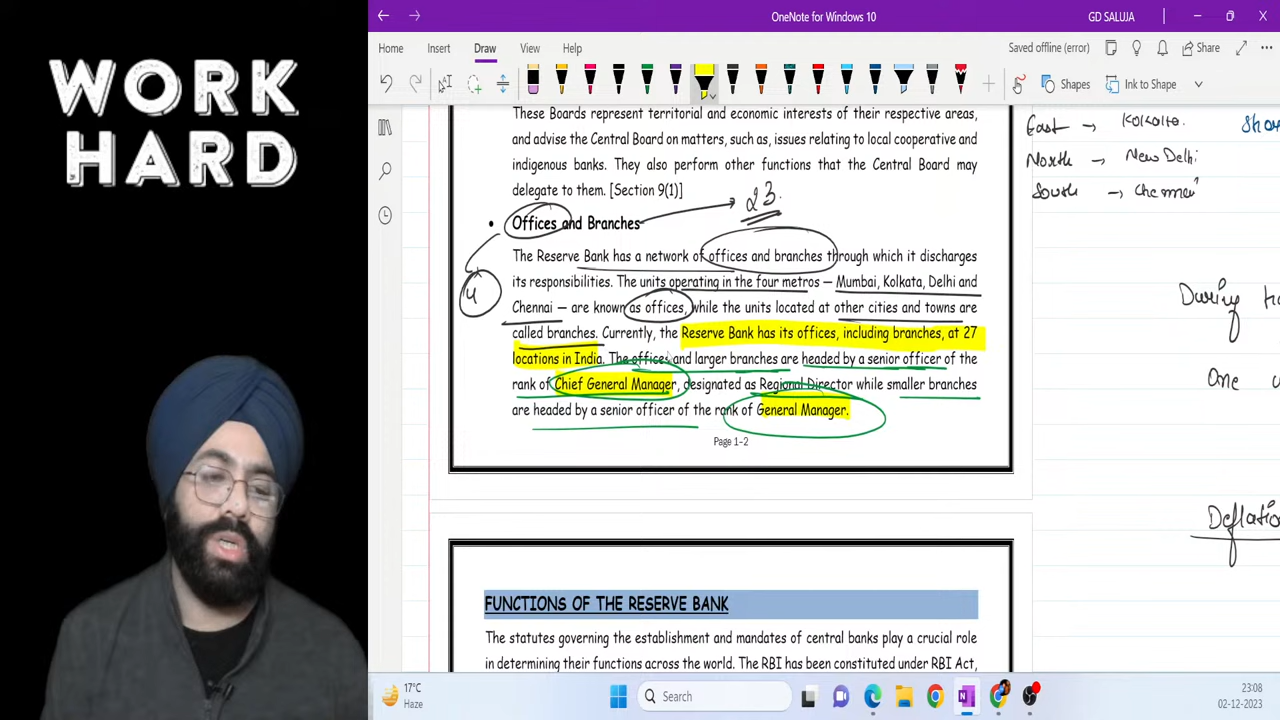 WORK
HARD
OneNote for Windows 10
GD SALUJA
Home
Insert
Draw
View
Help
Saved offline (error)
Share
Shapes
Ink to Shape
These Boards represent territorial and economic interests of their respective areas,
and advise the Central Board on matters, such as, issues relating to local cooperative and
indigenous banks. They also perform other functions that the Central Board may
delegate to them. [Section 9(1)]
• Offices and Branches
23
The Reserve Bank has a network of offices and branches through which it discharges
its responsibilities. The units operating in the four metros — Mumbai, Kolkata, Delhi and
Chennai — are known as offices, while the units located at other cities and towns are
called branches. Currently, the Reserve Bank has its offices, including branches, at 27
locations in India. The offices and larger branches are headed by a senior officer of the
rank of Chief General Manager, designated as Regional Director while smaller branches
are headed by a senior officer of the rank of General Manager.
Page 1-2
4
FUNCTIONS OF THE RESERVE BANK
The statutes governing the establishment and mandates of central banks play a crucial role
in determining their functions across the world. The RBI has been constituted under RBI Act,
East → Kolkata.
North → New Delhi
South → Chennai
During
One
Deflatio
17°C
Haze
Search
23:08
02-12-2023